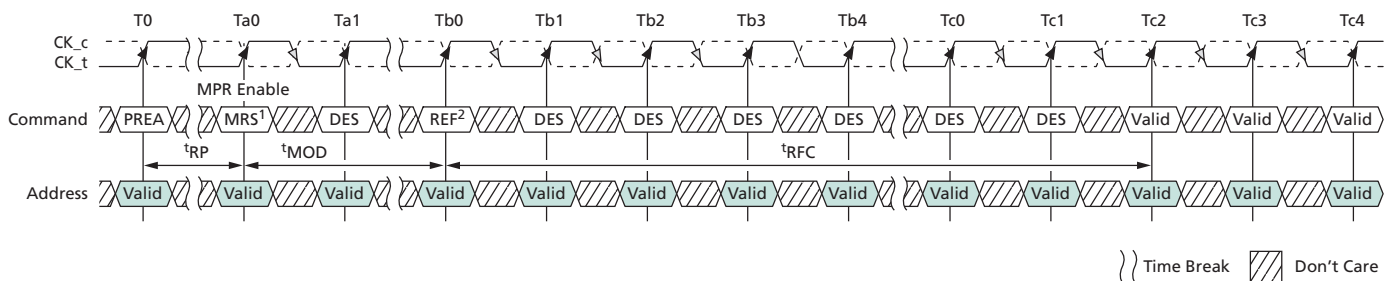 T0 Ta0 Ta1 Tb0 Tb1 Tb2 Tb3 Tb4 Tc0 Tc1 Tc2 Tc3 Tc4
CK_c
CK_t
MPR Enable
Command PREA MRS¹ DES REF² DES DES DES DES DES DES Valid Valid Valid
tRP tMOD tRFC
Address Valid Valid Valid Valid Valid Valid Valid Valid Valid Valid Valid Valid Valid
Time Break Don't Care